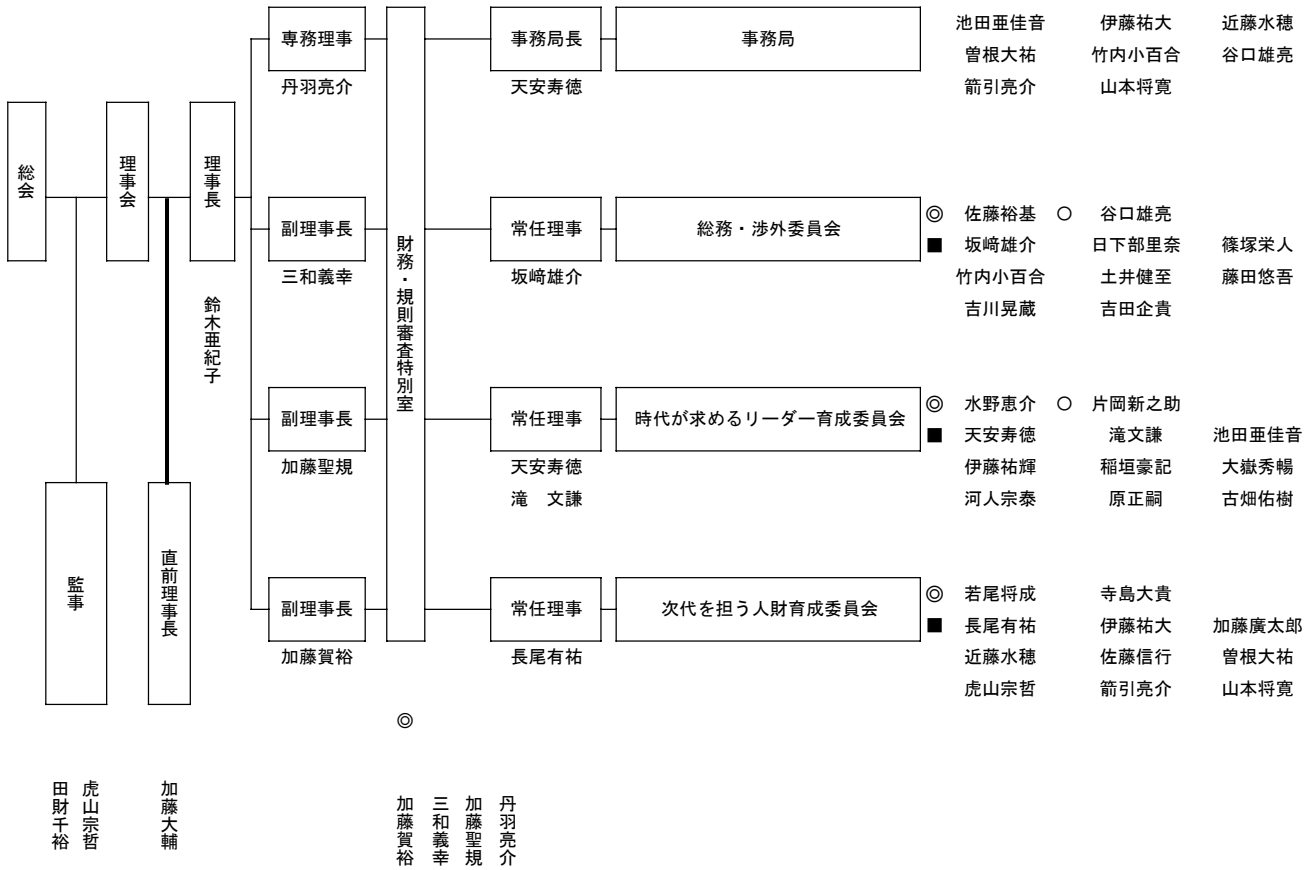 総会
理事会
理事長
鈴木亜紀子
監事
虎山宗哲
田財千裕
直前理事長
加藤大輔
財務・規則審査特別室
◎
丹羽亮介
加藤聖規
三和義幸
加藤賀裕
専務理事 事務局長 事務局
丹羽亮介 天安寿徳
池田亜佳音 伊藤祐大 近藤水穂
曽根大祐 竹内小百合 谷口雄亮
箭引亮介 山本将寛
副理事長 常任理事 総務・渉外委員会
三和義幸 坂﨑雄介
◎ 佐藤裕基 ○ 谷口雄亮
■ 坂﨑雄介 日下部里奈 篠塚栄人
竹内小百合 土井健至 藤田悠吾
吉川晃蔵 吉田企貴
副理事長 常任理事 時代が求めるリーダー育成委員会
加藤聖規 天安寿徳
滝 文謙
◎ 水野恵介 ○ 片岡新之助
■ 天安寿徳 滝文謙 池田亜佳音
伊藤祐輝 稲垣豪記 大嶽秀暢
河人宗泰 原正嗣 古畑佑樹
副理事長 常任理事 次代を担う人財育成委員会
加藤賀裕 長尾有祐
◎ 若尾将成 寺島大貴
■ 長尾有祐 伊藤祐大 加藤廣太郎
近藤水穂 佐藤信行 曽根大祐
虎山宗哲 箭引亮介 山本将寛